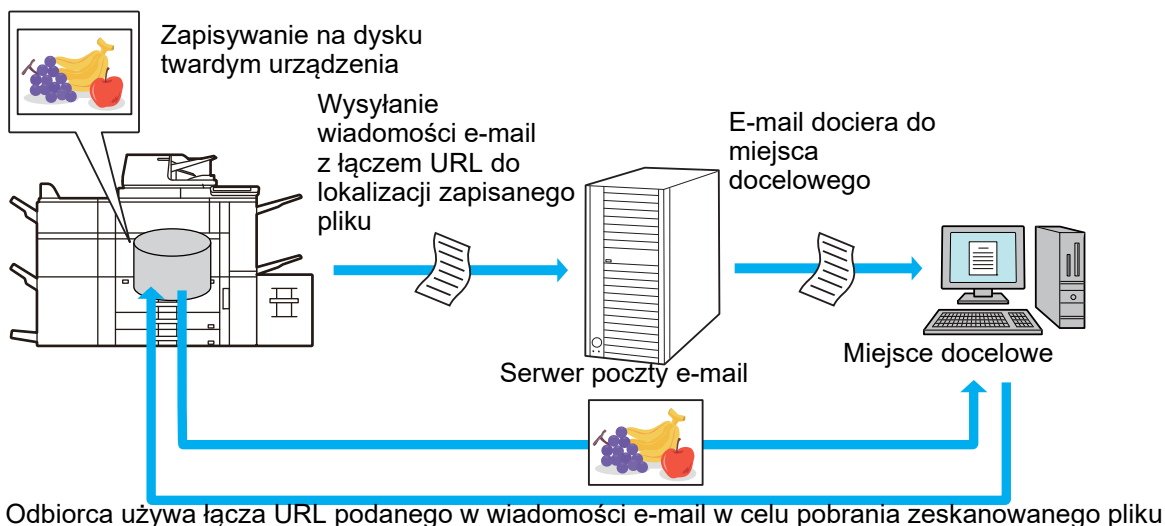 Zapisywanie na dysku
twardym urządzenia
Wysyłanie
wiadomości e-mail
z łączem URL do
lokalizacji zapisanego
pliku
E-mail dociera do
miejsca
docelowego
Serwer poczty e-mail
Miejsce docelowe
Odbiorca używa łącza URL podanego w wiadomości e-mail w celu pobrania zeskanowanego pliku